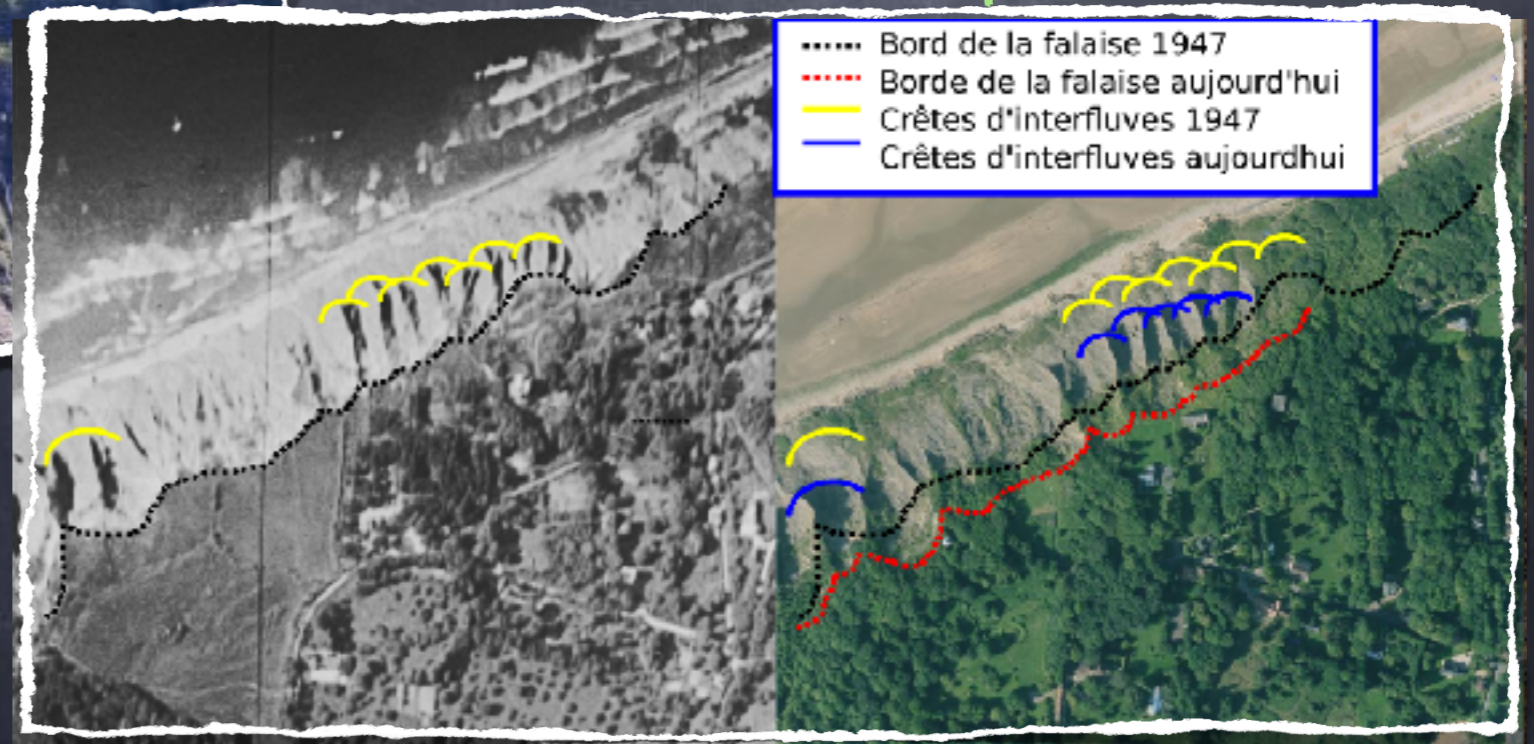 Bord de la falaise 1947
Borde de la falaise aujourd'hui
Crêtes d'interfluves 1947
Crêtes d'interfluves aujourdhui